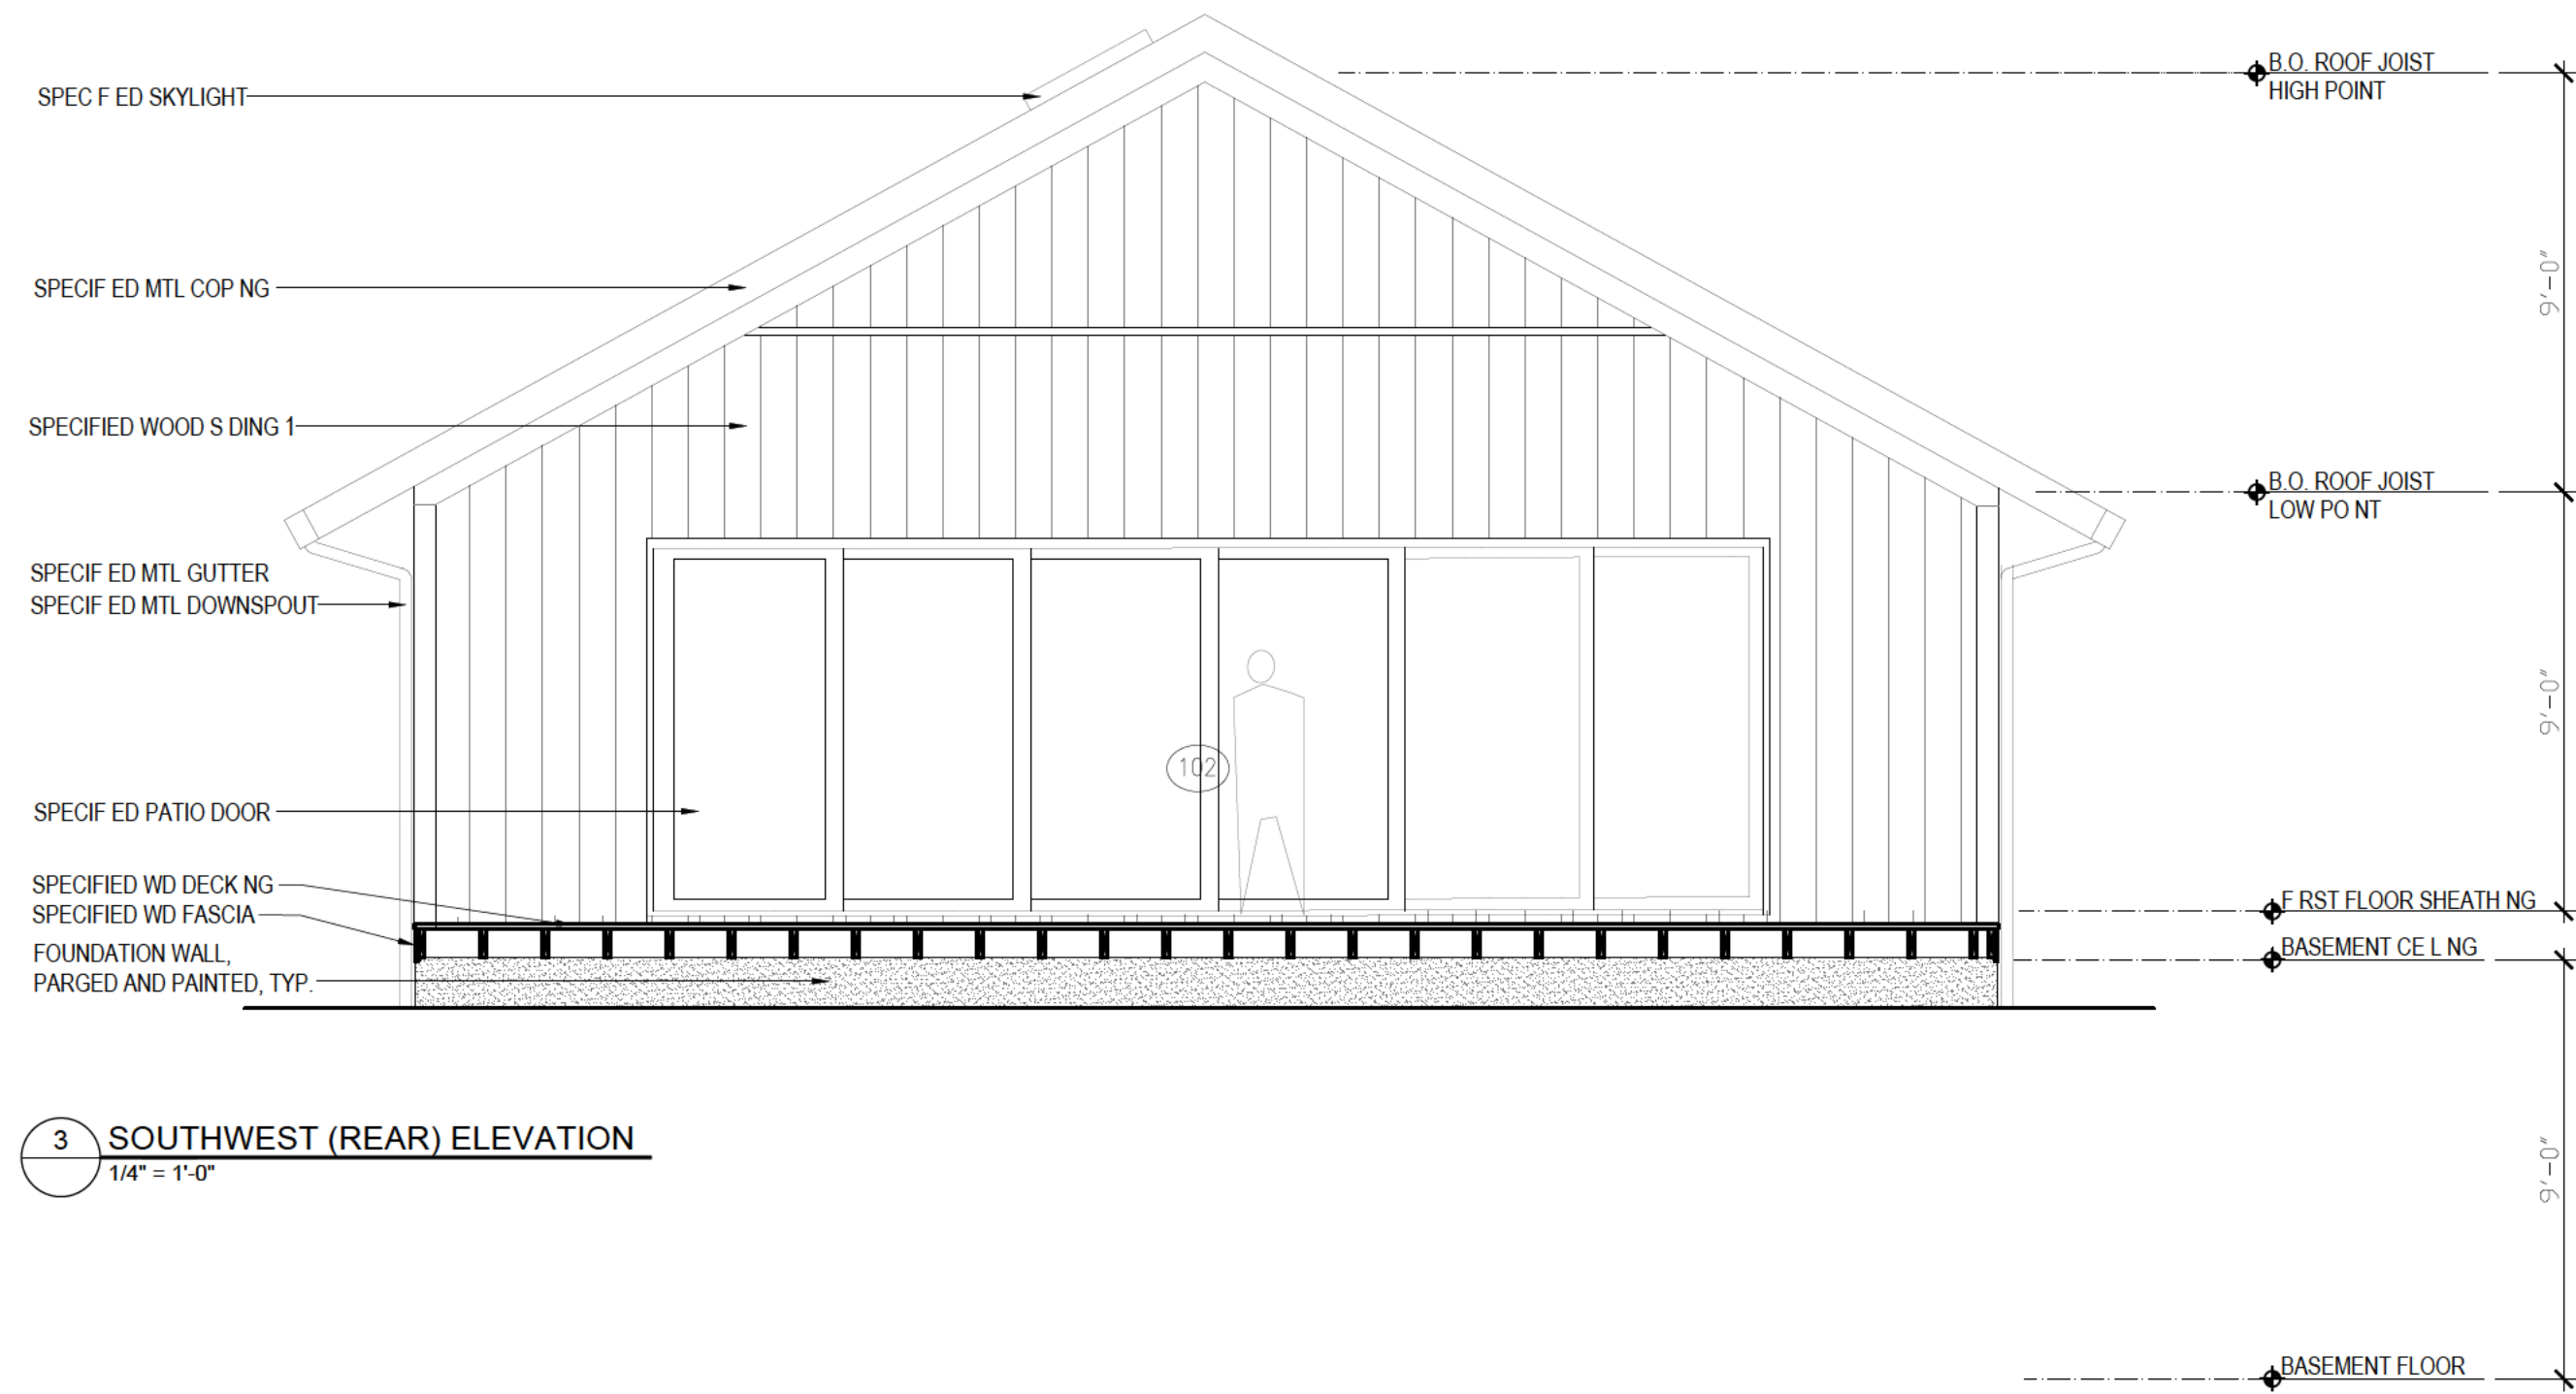 SPEC F ED SKYLIGHT
SPECIF ED MTL COP NG
SPECIFIED WOOD S DING 1
SPECIF ED MTL GUTTER
SPECIF ED MTL DOWNSPOUT
SPECIF ED PATIO DOOR
SPECIFIED WD DECK NG
SPECIFIED WD FASCIA
FOUNDATION WALL,
PARGED AND PAINTED, TYP.
102
B.O. ROOF JOIST
HIGH POINT
9'-0"
B.O. ROOF JOIST
LOW PO NT
9'-0"
F RST FLOOR SHEATH NG
BASEMENT CE L NG
9'-0"
BASEMENT FLOOR
3
SOUTHWEST (REAR) ELEVATION
1/4" = 1'-0"